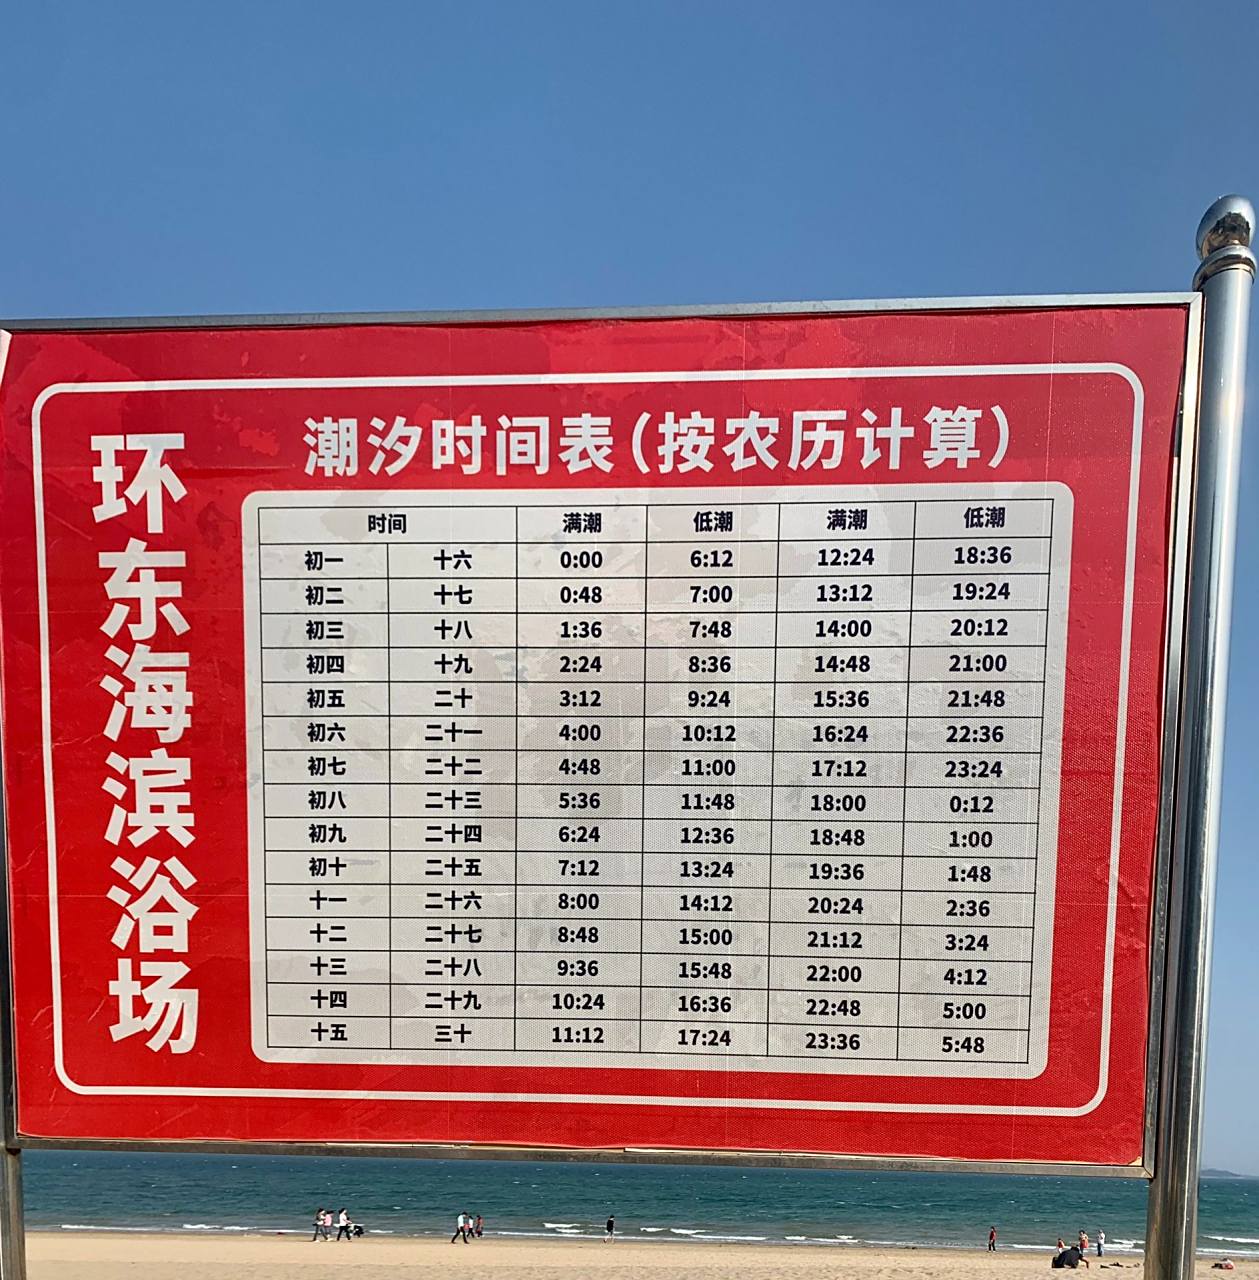 环东海滨浴场
潮汐时间表(按农历计算)
时间 满潮 低潮 满潮 低潮
初一 十六 0:00 6:12 12:24 18:36
初二 十七 0:48 7:00 13:12 19:24
初三 十八 1:36 7:48 14:00 20:12
初四 十九 2:24 8:36 14:48 21:00
初五 二十 3:12 9:24 15:36 21:48
初六 二十一 4:00 10:12 16:24 22:36
初七 二十二 4:48 11:00 17:12 23:24
初八 二十三 5:36 11:48 18:00 0:12
初九 二十四 6:24 12:36 18:48 1:00
初十 二十五 7:12 13:24 19:36 1:48
十一 二十六 8:00 14:12 20:24 2:36
十二 二十七 8:48 15:00 21:12 3:24
十三 二十八 9:36 15:48 22:00 4:12
十四 二十九 10:24 16:36 22:48 5:00
十五 三十 11:12 17:24 23:36 5:48